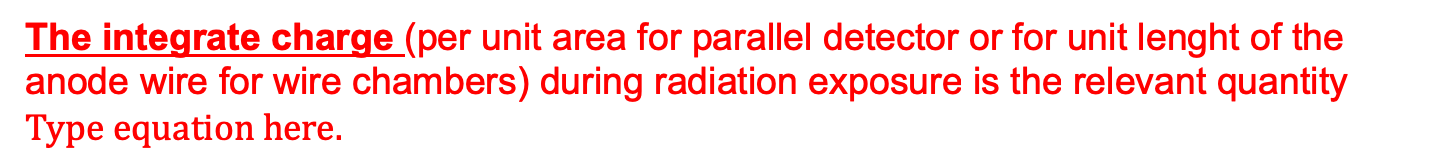 The integrate charge (per unit area for parallel detector or for unit lenght of the
anode wire for wire chambers) during radiation exposure is the relevant quantity
Type equation here.